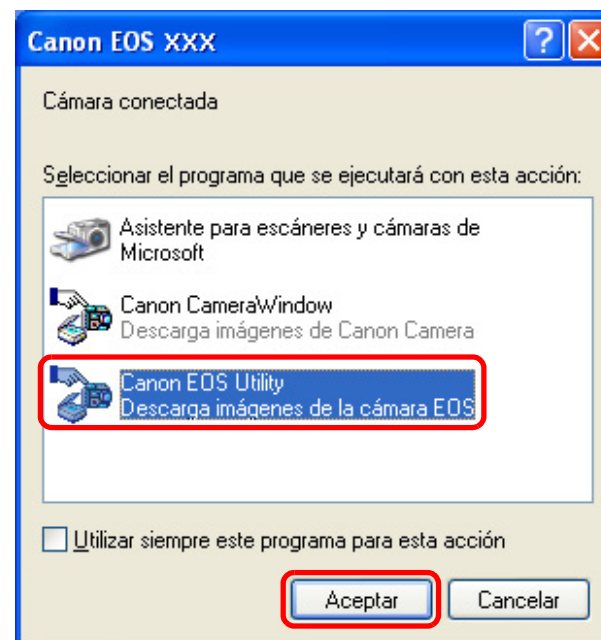 Canon EOS XXX
Cámara conectada
Seleccionar el programa que se ejecutará con esta acción:
Asistente para escáneres y cámaras de
Microsoft
Canon CameraWindow
Descarga imágenes de Canon Camera
Canon EOS Utility
Descarga imágenes de la cámara EOS
Utilizar siempre este programa para esta acción
Aceptar
Cancelar